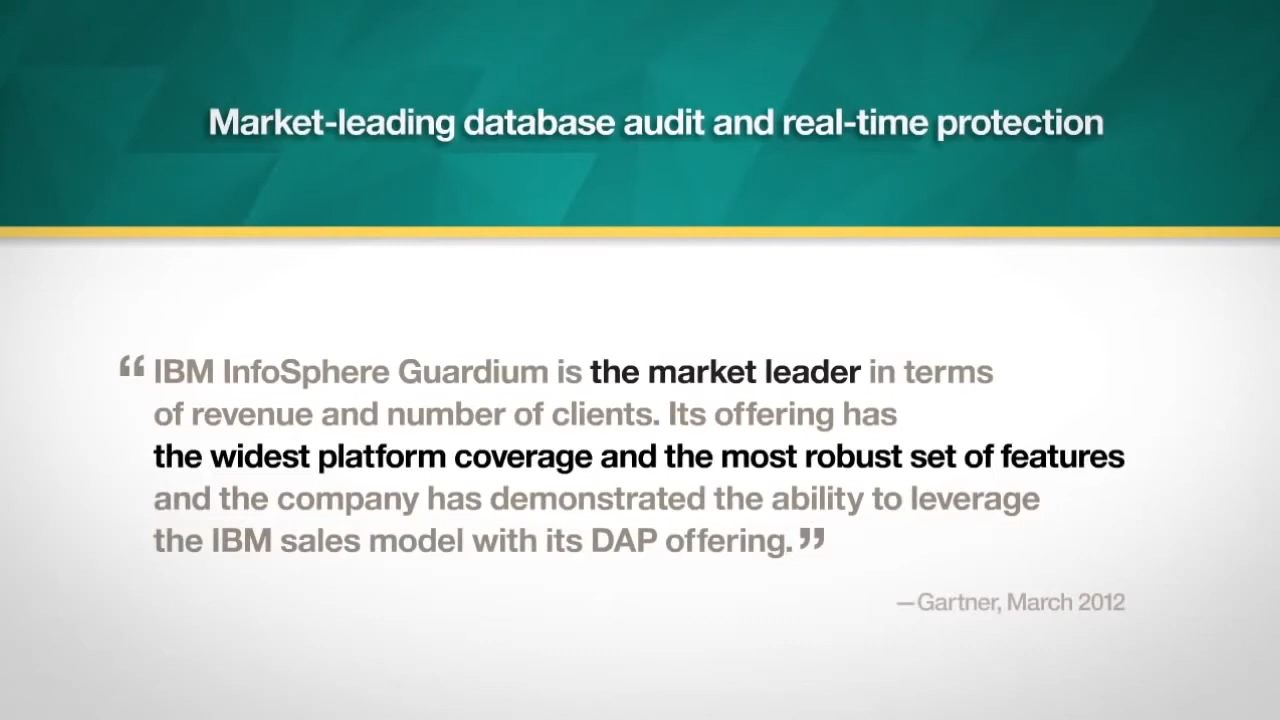 Market-leading database audit and real-time protection
“IBM InfoSphere Guardium is the market leader in terms
of revenue and number of clients. Its offering has
the widest platform coverage and the most robust set of features
and the company has demonstrated the ability to leverage
the IBM sales model with its DAP offering.”
—Gartner, March 2012